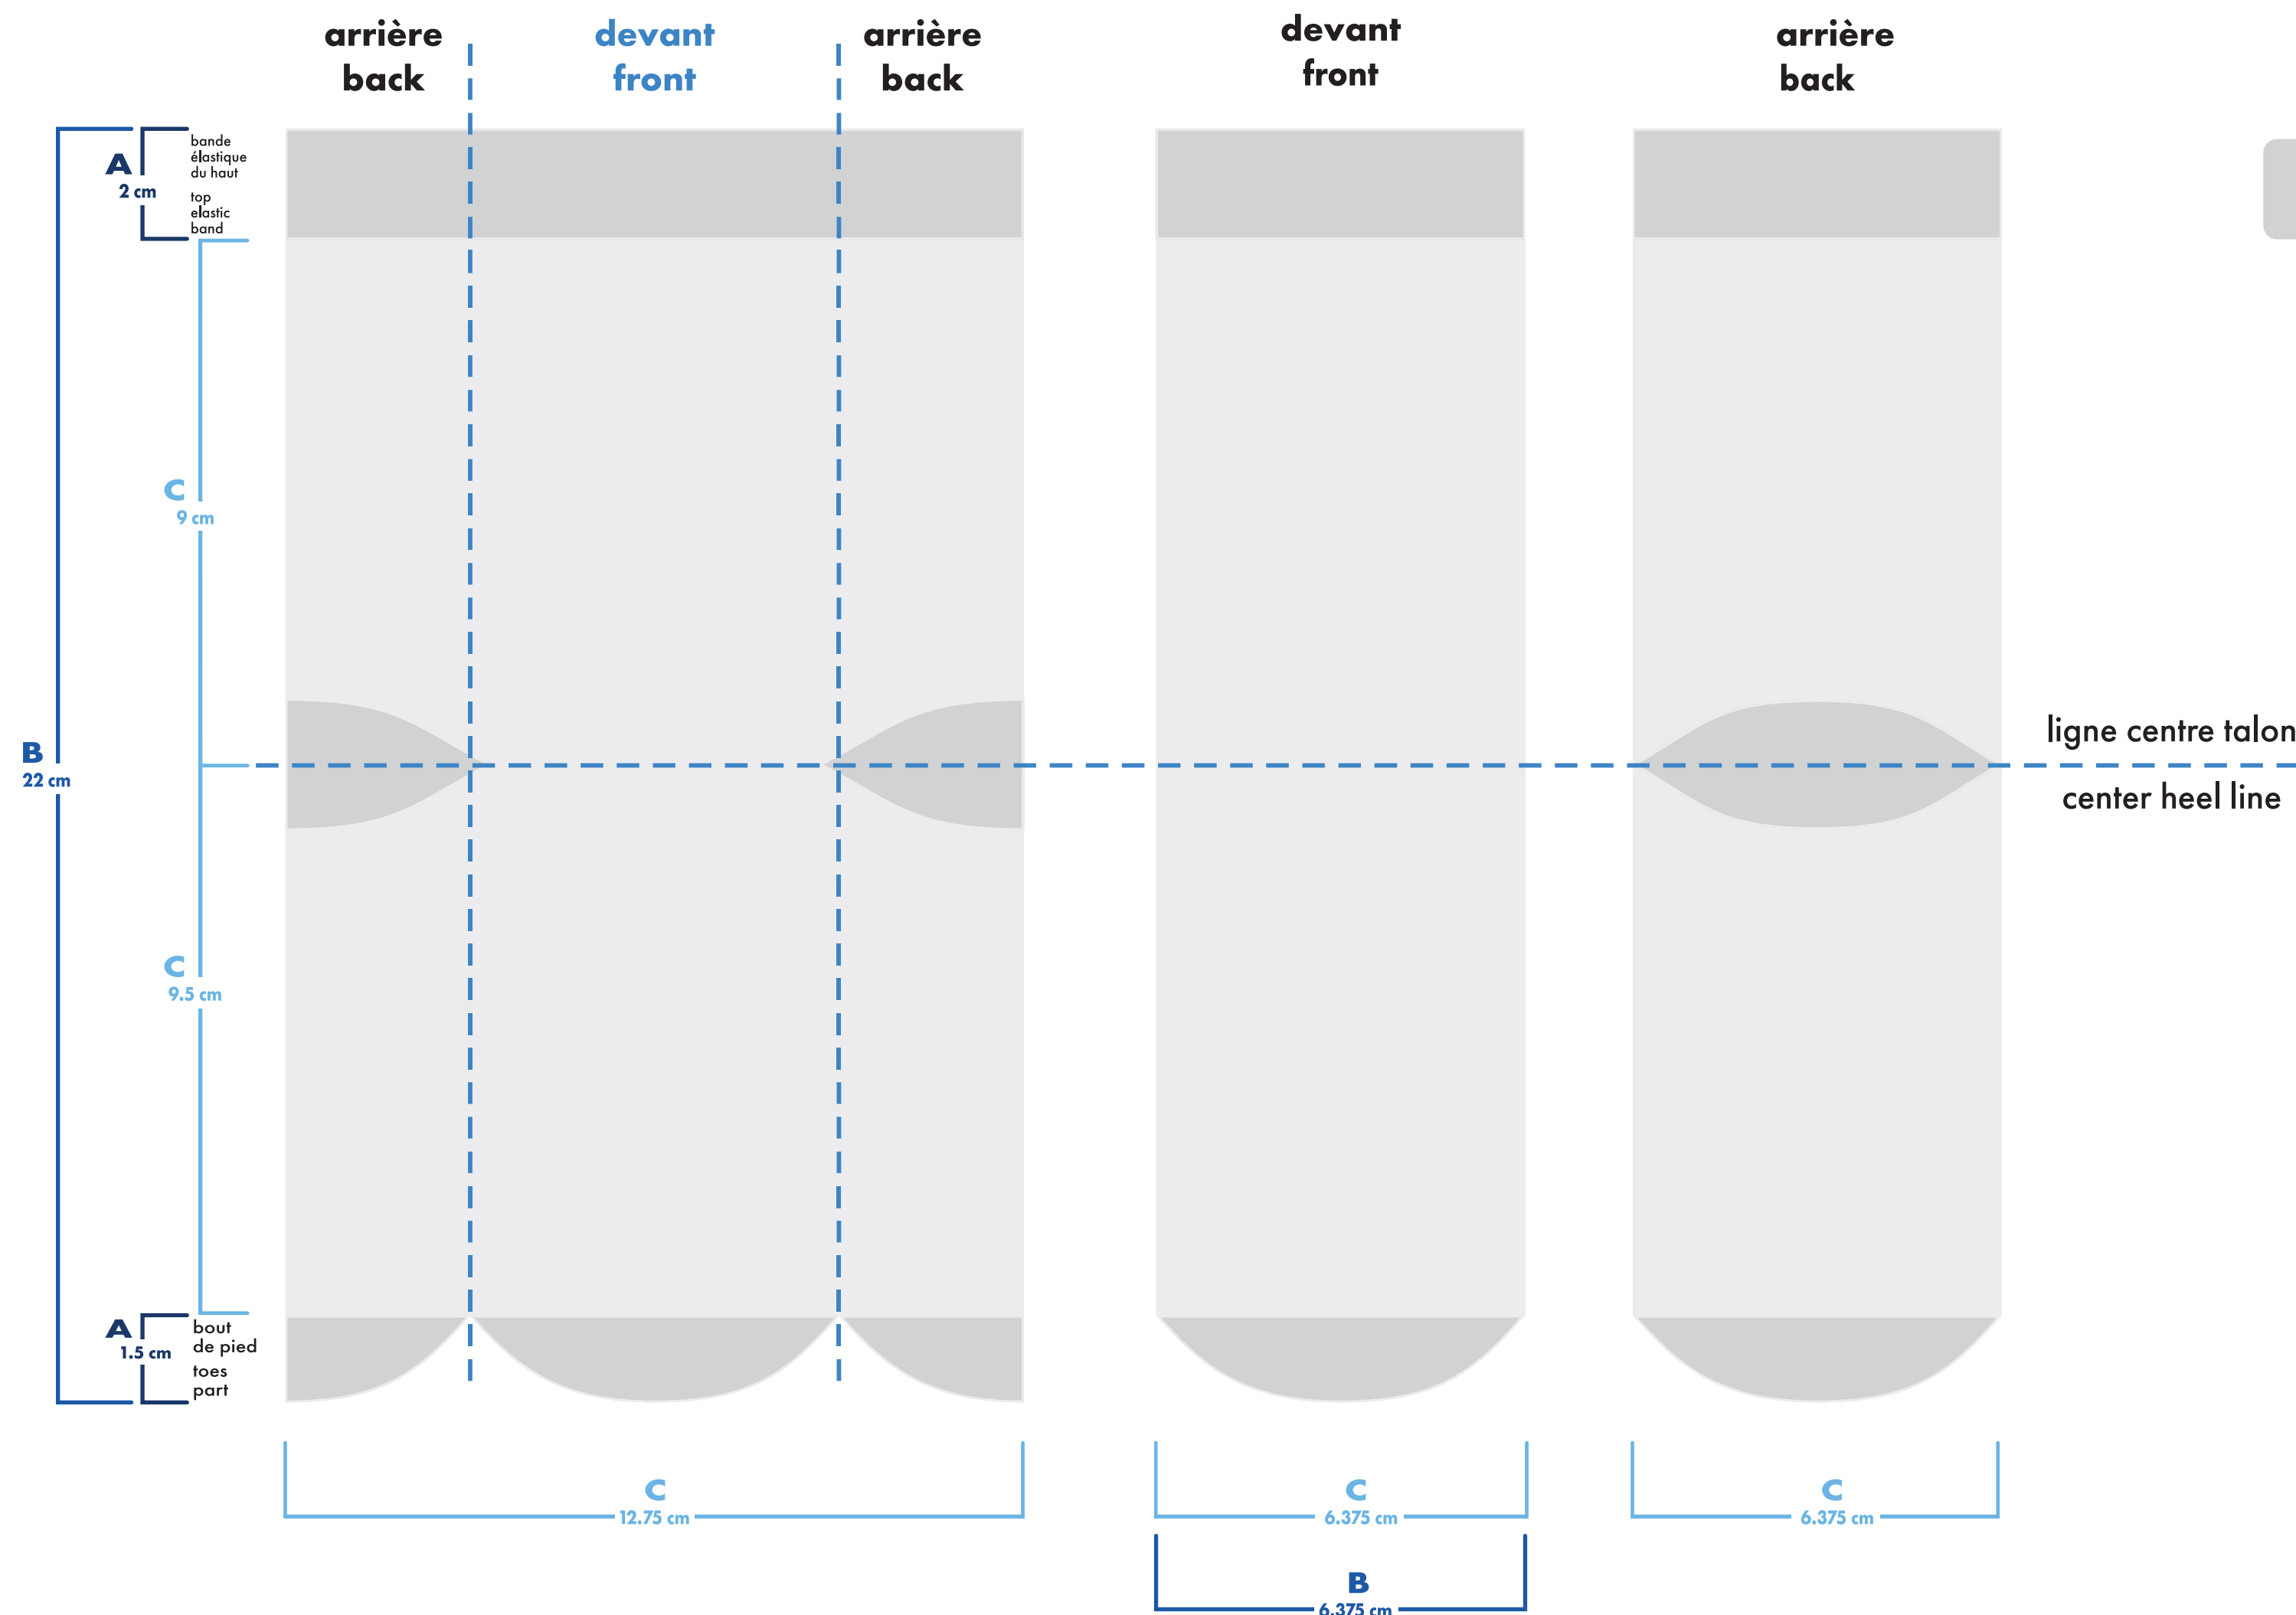 arrière
back
devant
front
arrière
back
devant
front
arrière
back
A
2 cm
bande
élastique
du haut
top
elastic
band
C
9 cm
B
22 cm
ligne centre talon
center heel line
C
9.5 cm
A
1.5 cm
bout
de pied
toes
part
C
12.75 cm
C
6.375 cm
C
6.375 cm
B
6.375 cm